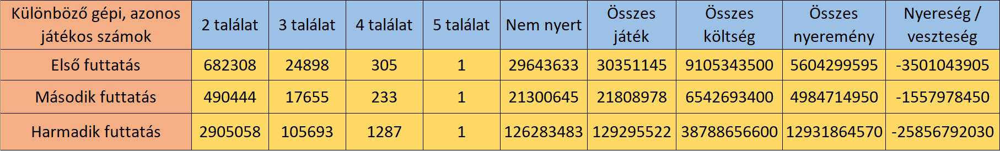 Különböző gépi, azonos játékos számok	2 találat	3 találat	4 találat	5 találat	Nem nyert	Összes játék	Összes költség	Összes nyeremény	Nyereség / veszteség
Első futtatás	682308	24898	305	1	29643633	30351145	9105343500	5604299595	-3501043905
Második futtatás	490444	17655	233	1	21300645	21808978	6542693400	4984714950	-1557978450
Harmadik futtatás	2905058	105693	1287	1	126283483	129295522	38788656600	12931864570	-25856792030